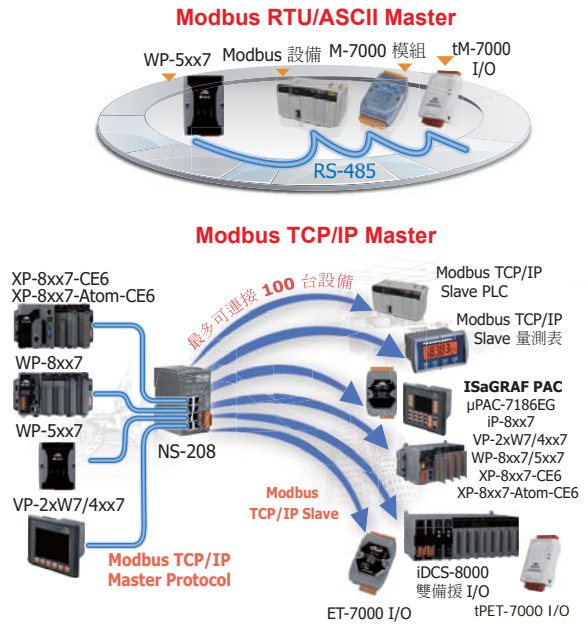 Modbus RTU/ASCII Master
WP-5xx7
Modbus 設備
M-7000 模組
tM-7000
I/O
RS-485
Modbus TCP/IP Master
XP-8xx7-CE6
XP-8xx7-Atom-CE6
WP-8xx7
WP-5xx7
VP-2xW7/4xx7
NS-208
最多可連接 100 台設備
Modbus TCP/IP
Master Protocol
Modbus
TCP/IP Slave
Modbus TCP/IP
Slave PLC
Modbus TCP/IP
Slave 量測表
ISaGRAF PAC
μPAC-7186EG
iP-8xx7
VP-2xW7/4xx7
WP-8xx7/5xx7
XP-8xx7-CE6
XP-8xx7-Atom-CE6
iDCS-8000
雙備援 I/O
ET-7000 I/O
tPET-7000 I/O